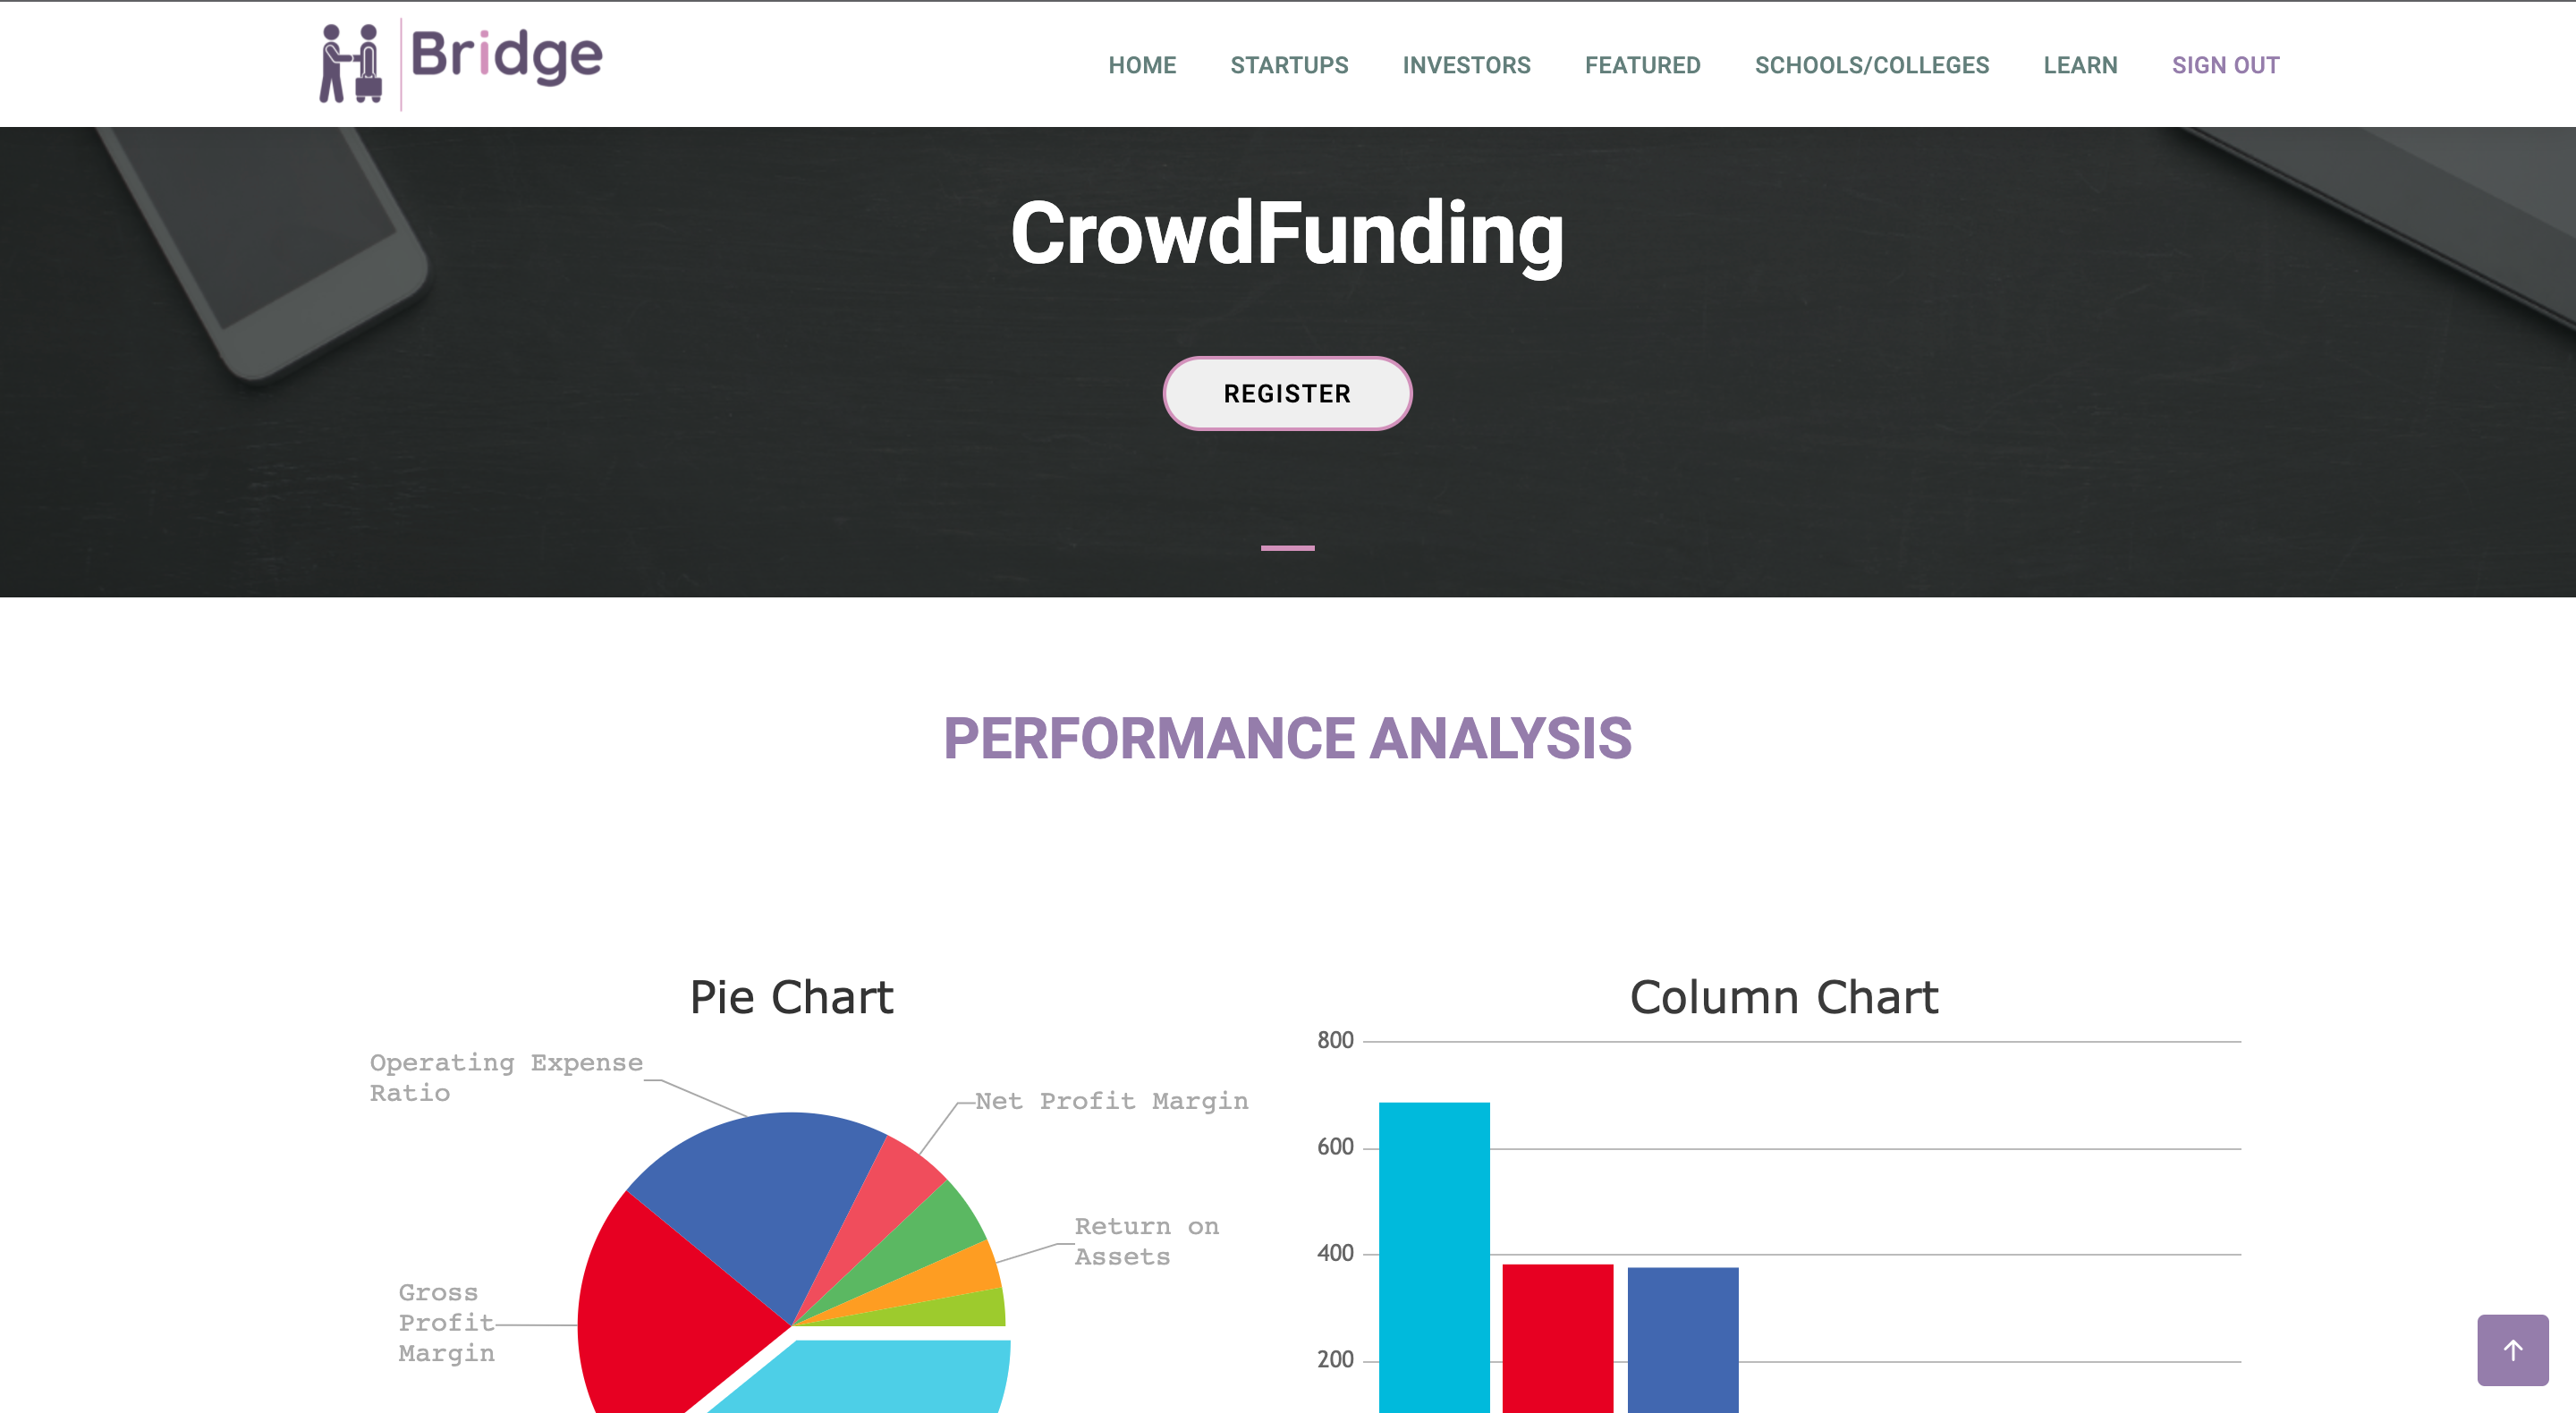 Bridge
HOME STARTUPS INVESTORS FEATURED SCHOOLS/COLLEGES LEARN SIGN OUT
CrowdFunding
REGISTER
PERFORMANCE ANALYSIS
Pie Chart
Operating Expense
Ratio
Net Profit Margin
Return on
Assets
Gross
Profit
Margin
Column Chart
800
600
400
200